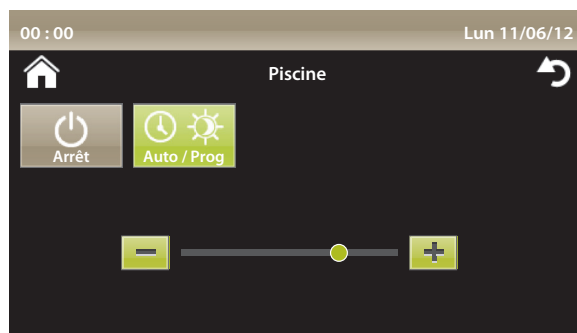 00 : 00 Lun 11/06/12
Piscine
Arrêt Auto / Prog